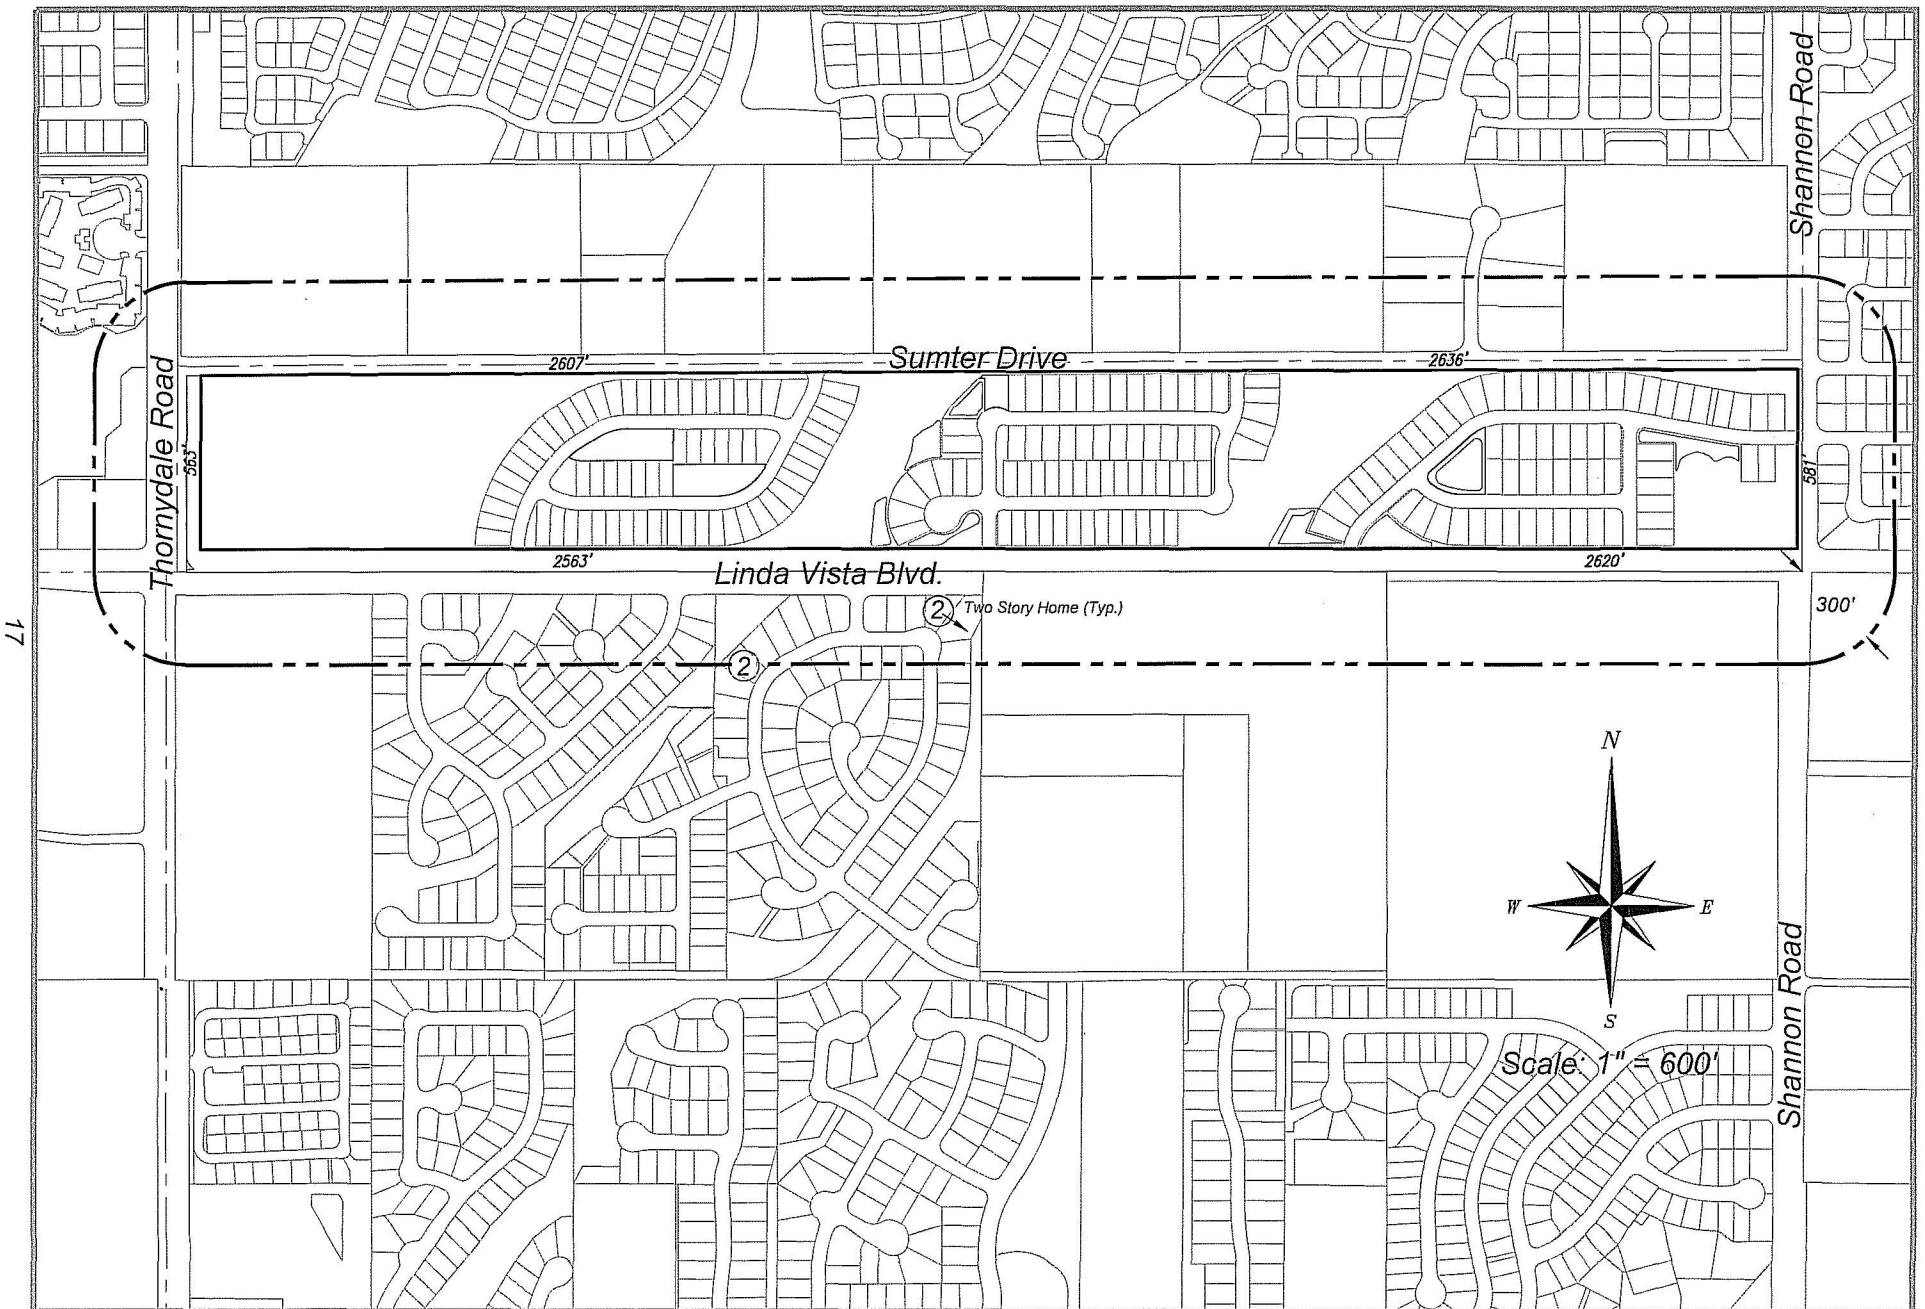 Shannon Road
2607'
Sumter Drive
2636'
Thornydale Road
563'
581'
2563'
Linda Vista Blvd.
2620'
2 Two Story Home (Typ.)
300'
17
2
N
W
E
S
Scale: 1" = 600'
Shannon Road